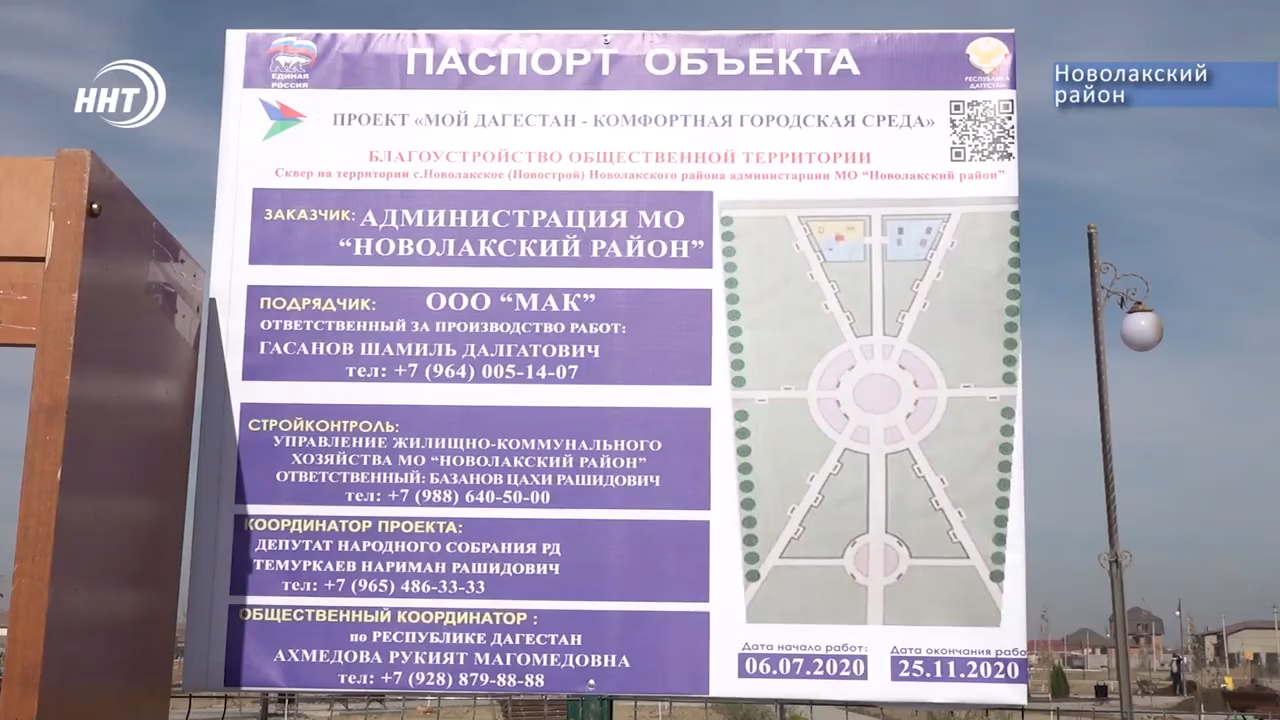 ННТ
Новолакский
район
ЕДИНАЯ
РОССИЯ
ПАСПОРТ ОБЪЕКТА
РЕСПУБЛИКА
ДАГЕСТАН
ПРОЕКТ «МОЙ ДАГЕСТАН - КОМФОРТНАЯ ГОРОДСКАЯ СРЕДА»
БЛАГОУСТРОЙСТВО ОБЩЕСТВЕННОЙ ТЕРРИТОРИИ
Сквер на территории с.Новолакское (Новострой) Новолакского района администарции МО “Новолакский район”
ЗАКАЗЧИК: АДМИНИСТРАЦИЯ МО
“НОВОЛАКСКИЙ РАЙОН”
ПОДРЯДЧИК: ООО “МАК”
ОТВЕТСТВЕННЫЙ ЗА ПРОИЗВОДСТВО РАБОТ:
ГАСАНОВ ШАМИЛЬ ДАЛГАТОВИЧ
тел: +7 (964) 005-14-07
СТРОЙКОНТРОЛЬ:
УПРАВЛЕНИЕ ЖИЛИЩНО-КОММУНАЛЬНОГО
ХОЗЯЙСТВА МО “НОВОЛАКСКИЙ РАЙОН”
ОТВЕТСТВЕННЫЙ: БАЗАНОВ ЦАХИ РАШИДОВИЧ
тел: +7 (988) 640-50-00
КООРДИНАТОР ПРОЕКТА:
ДЕПУТАТ НАРОДНОГО СОБРАНИЯ РД
ТЕМУРКАЕВ НАРИМАН РАШИДОВИЧ
тел: +7 (965) 486-33-33
ОБЩЕСТВЕННЫЙ КООРДИНАТОР :
по РЕСПУБЛИКЕ ДАГЕСТАН
АХМЕДОВА РУКИЯТ МАГОМЕДОВНА
тел: +7 (928) 879-88-88
Дата начало работ:
06.07.2020
Дата окончания рабо
25.11.2020